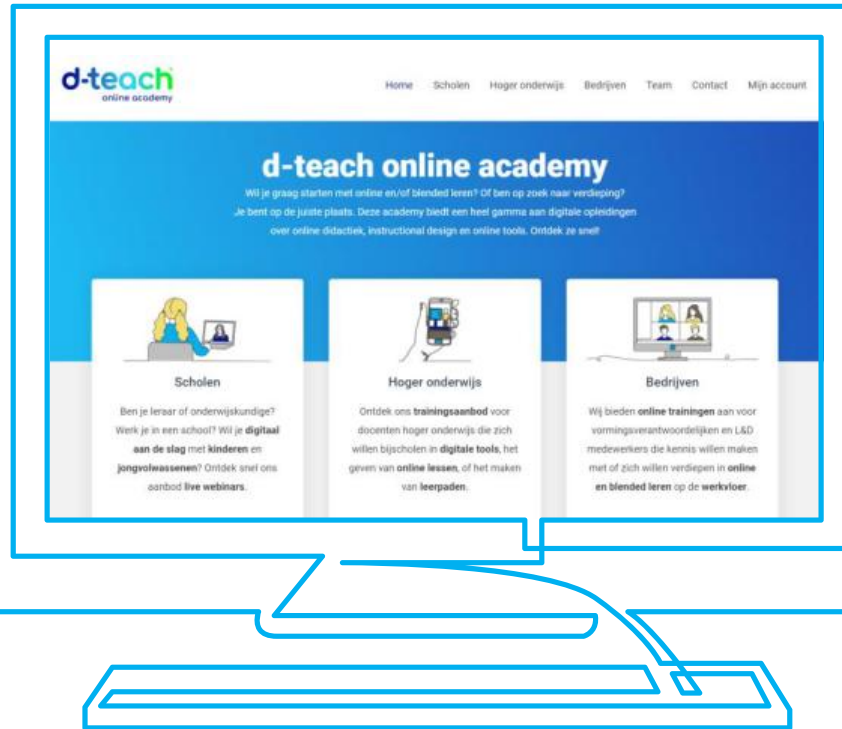 d-teach
online academy
Home Scholen Hoger onderwijs Bedrijven Team Contact Mijn account
d-teach online academy
Wil je graag starten met online en/of blended leren? Of ben op zoek naar verdieping?
Je bent op de juiste plaats. Deze academy biedt een heel gamma aan digitale opleidingen
over online didactiek, instructional design en online tools. Ontdek ze snel!
Scholen
Ben je leraar of onderwijskundige?
Werk je in een school? Wil je digitaal
aan de slag met kinderen en
jongvolwassenen? Ontdek snel ons
aanbod live webinars.
Hoger onderwijs
Ontdek ons trainingsaanbod voor
docenten hoger onderwijs die zich
willen bijscholen in digitale tools, het
geven van online lessen, of het maken
van leerpaden.
Bedrijven
Wij bieden online trainingen aan voor
vormingsverantwoordelijken en L&D
medewerkers die kennis willen maken
met of zich willen verdiepen in online
en blended leren op de werkvloer.